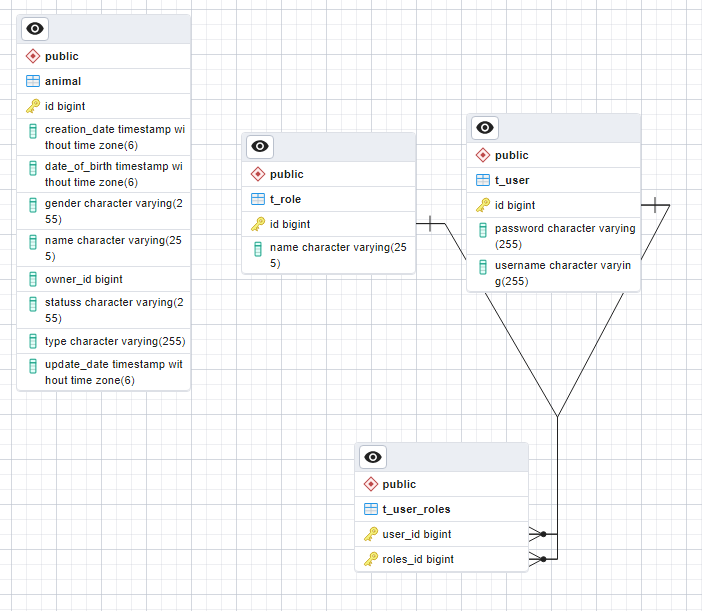 public
animal
id bigint
creation_date timestamp wi
thout time zone(6)
date_of_birth timestamp wi
thout time zone(6)
gender character varying(2
55)
name character varying(25
5)
owner_id bigint
statuss character varying(2
55)
type character varying(255)
update_date timestamp wit
hout time zone(6)
public
t_role
id bigint
name character varying(25
5)
public
t_user
id bigint
password character varying
(255)
username character varyin
g(255)
public
t_user_roles
user_id bigint
roles_id bigint